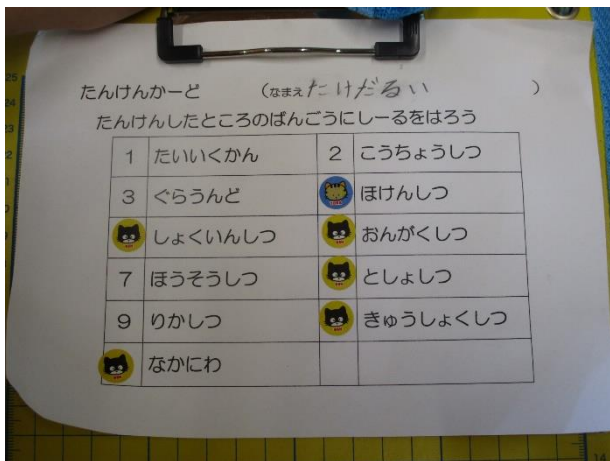 たんけんかーど (なまえ たけだるい )
たんけんしたところのばんごうにしーるをはろう
1 たいいくかん 2 こうちょうしつ
3 ぐらうんど ほけんしつ
しょくいんしつ おんがくしつ
7 ほうそうしつ としょしつ
9 りかしつ きゅうしょくしつ
なかにわ